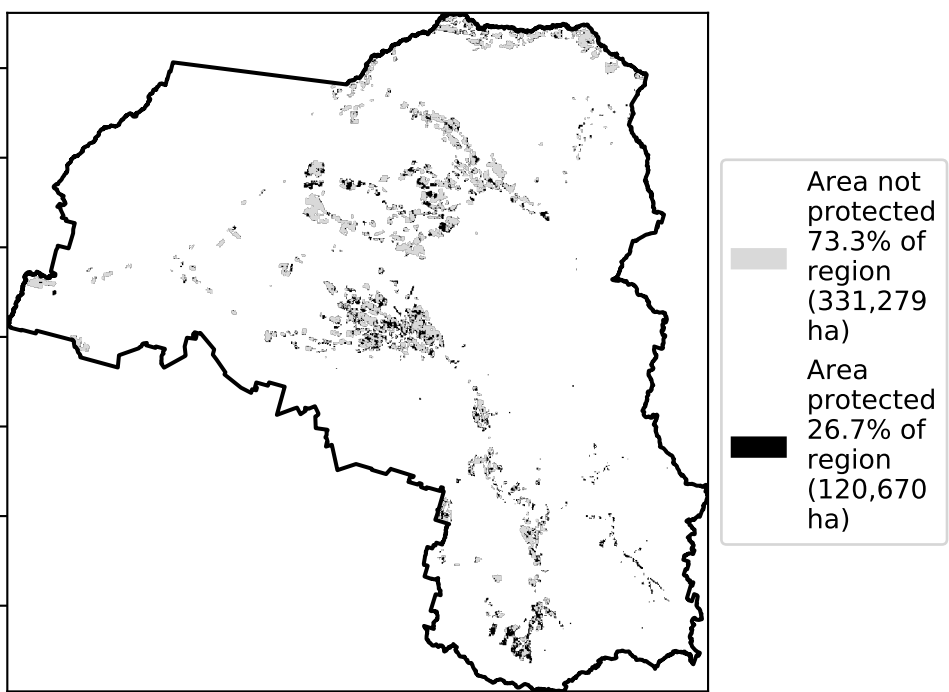 Area not
protected
73.3% of
region
(331,279
ha)
Area
protected
26.7% of
region
(120,670
ha)